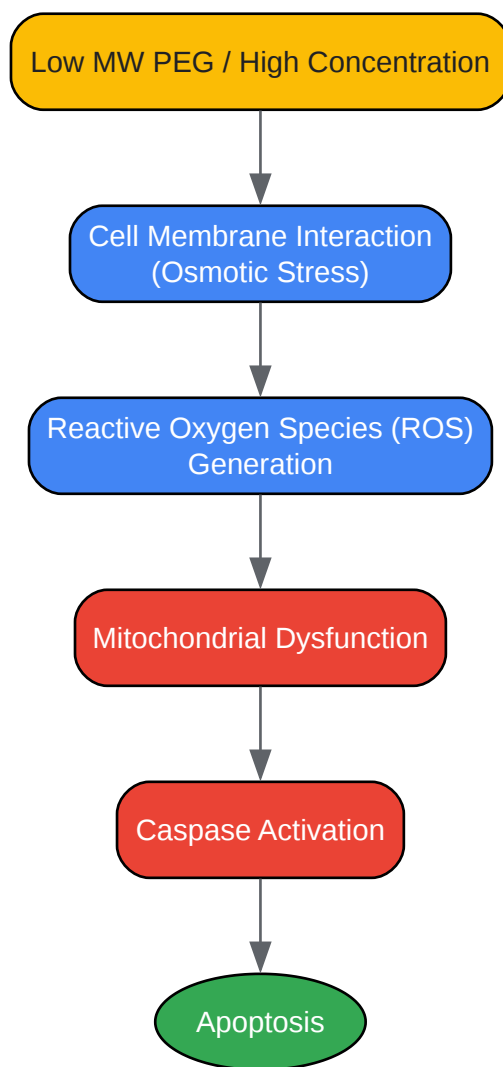 Low MW PEG / High Concentration
Cell Membrane Interaction
(Osmotic Stress)
Reactive Oxygen Species (ROS)
Generation
Mitochondrial Dysfunction
Caspase Activation
Apoptosis